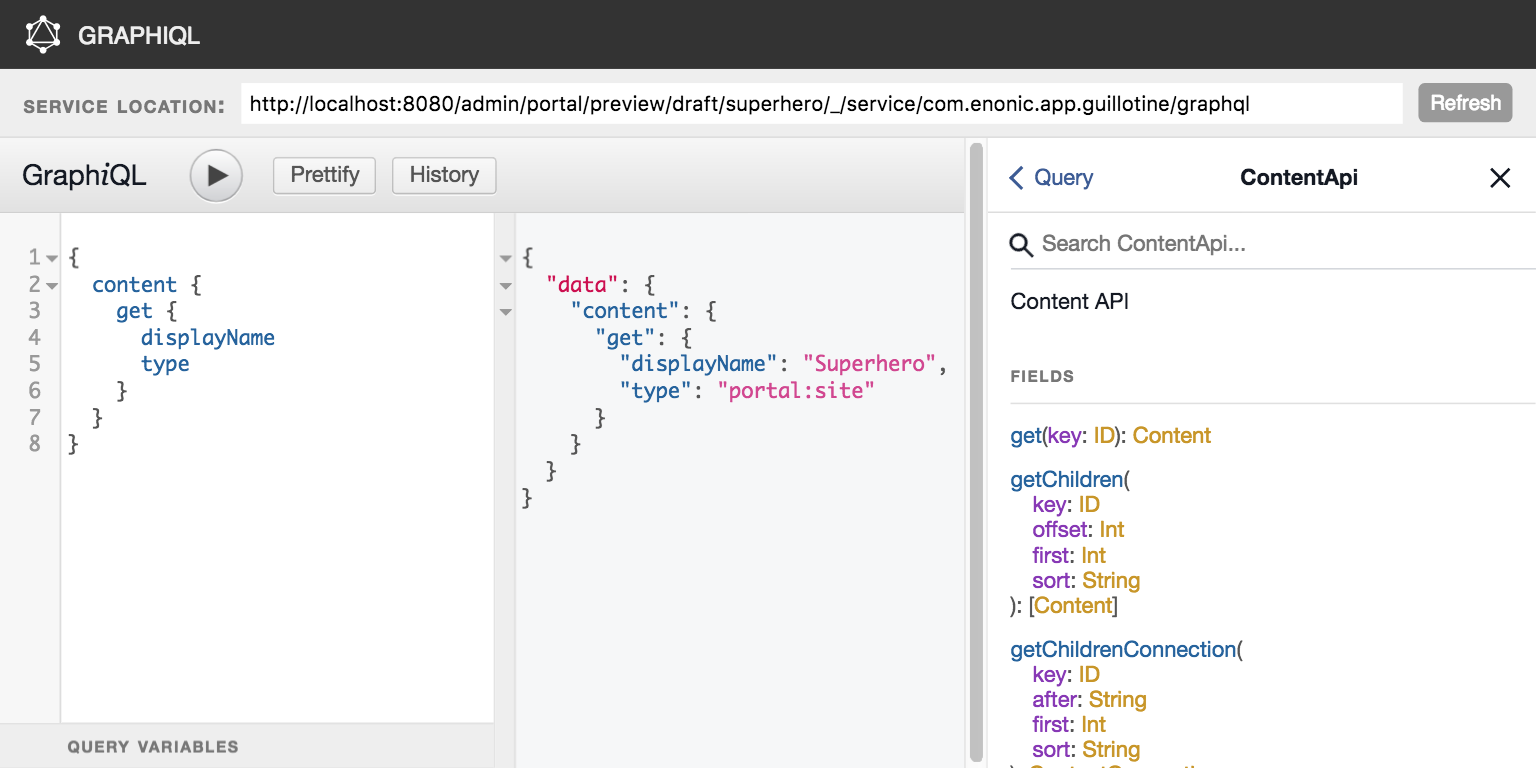 GRAPHIQL
SERVICE LOCATION: http://localhost:8080/admin/portal/preview/draft/superhero/_/service/com.enonic.app.guillotine/graphql Refresh
GraphiQL Prettify History
1 {
2 content {
3 get {
4 displayName
5 type
6 }
7 }
8 }
QUERY VARIABLES
{
"data": {
"content": {
"get": {
"displayName": "Superhero",
"type": "portal:site"
}
}
}
}
Query ContentApi
Search ContentApi...
Content API
FIELDS
get(key: ID): Content
getChildren(
key: ID
offset: Int
first: Int
sort: String
): [Content]
getChildrenConnection(
key: ID
after: String
first: Int
sort: String